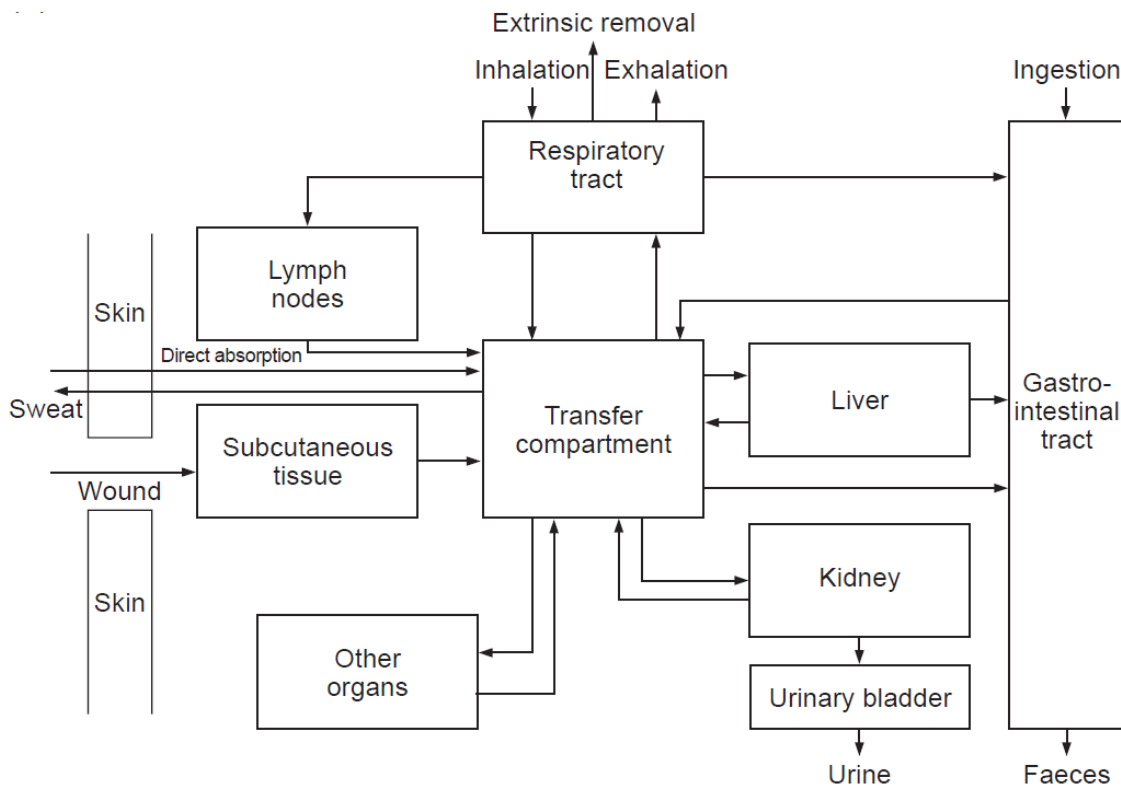 Extrinsic removal
Inhalation
Exhalation
Ingestion
Respiratory
tract
Lymph
nodes
Skin
Direct absorption
Sweat
Transfer
compartment
Liver
Gastro-
intestinal
tract
Subcutaneous
tissue
Wound
Skin
Kidney
Other
organs
Urinary bladder
Urine
Faeces